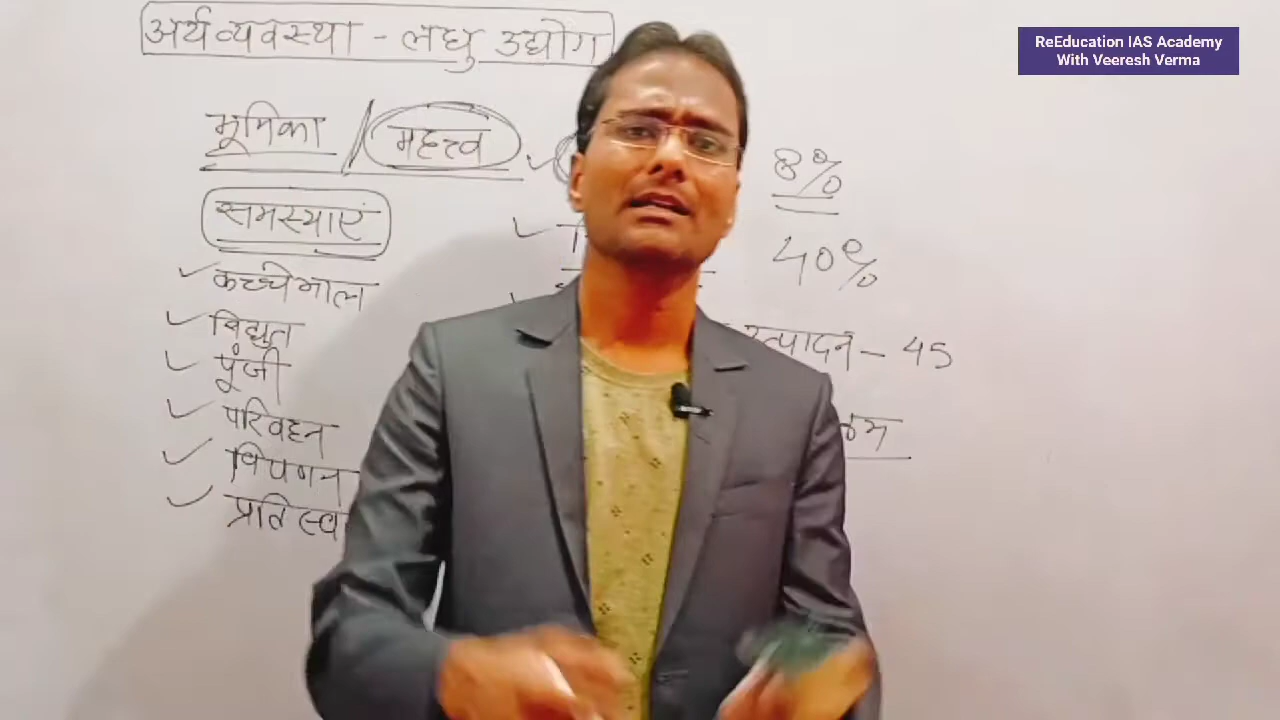 ReEducation IAS Academy
With Veeresh Verma
अर्थव्यवस्था - लघु उद्योग
भूमिका / महत्त्व
8%
समस्याएं
40%
कच्चेमाल
विद्युत
उत्पादन - 45
पूंजी
परिवहन
विपणन